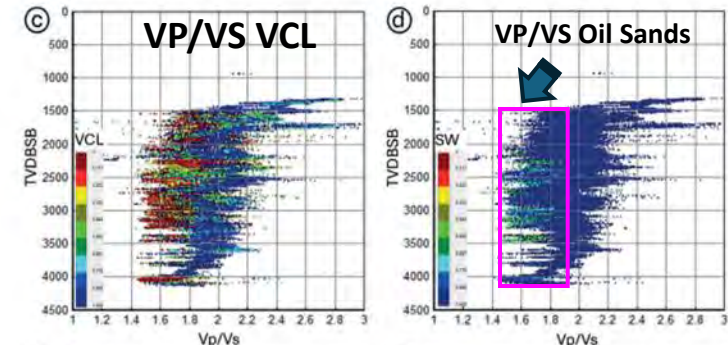 c
VP/VS VCL
0
500
1000
1500
2000
2500
3000
3500
4000
4500
TVDBSB
VCL
1 1.2 1.4 1.6 1.8 2 2.2 2.4 2.6 2.8 3
Vp/Vs
d
VP/VS Oil Sands
0
500
1000
1500
2000
2500
3000
3500
4000
4500
TVDBSB
SW
1 1.2 1.4 1.6 1.8 2 2.2 2.4 2.6 2.8 3
Vp/Vs